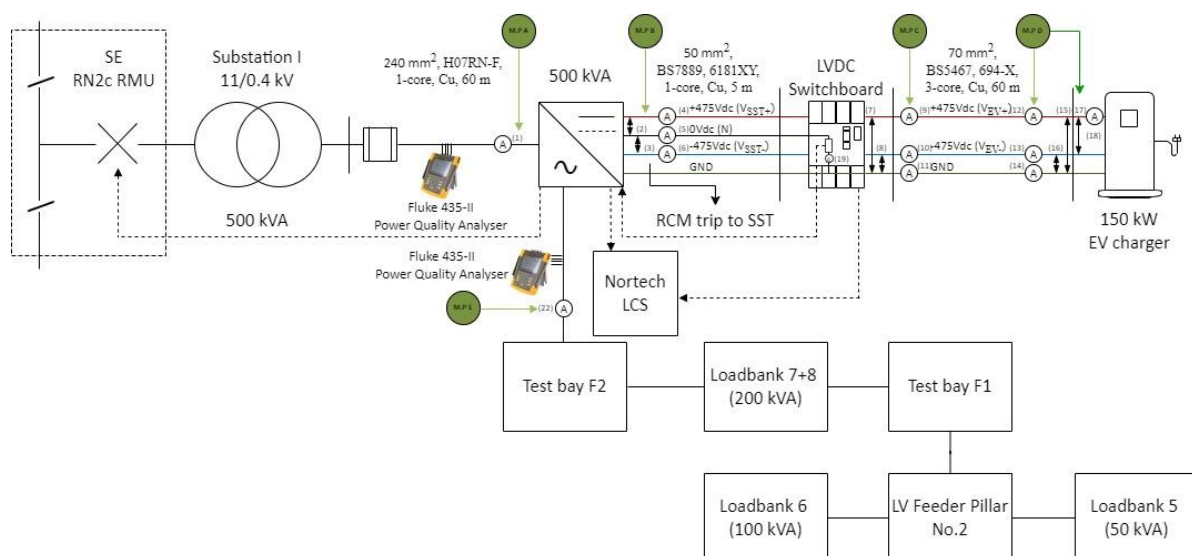 SE
RN2c RMU
Substation I
11/0.4 kV
500 kVA
M.P A
240 mm², H07RN-F,
1-core, Cu, 60 m
(1)
Fluke 435-II
Power Quality Analyser
500 kVA
M.P B
50 mm²,
BS7889, 6181XY,
1-core, Cu, 5 m
(4) +475Vdc (VSST+)
(2)
(5) 0Vdc (N)
(3)
(6) -475Vdc (VSST-)
GND
RCM trip to SST
LVDC
Switchboard
(7)
(8)
(19)
M.P C
70 mm²,
BS5467, 694-X,
3-core, Cu, 60 m
M.P D
(9) +475Vdc (VEV+) (12)
(15)
(17)
(18)
(10) -475Vdc (VEV-) (13)
(16)
(11) GND
(14)
150 kW
EV charger
Fluke 435-II
Power Quality Analyser
M.P E
(22)
Nortech
LCS
Test bay F2
Loadbank 7+8
(200 kVA)
Test bay F1
Loadbank 6
(100 kVA)
LV Feeder Pillar
No.2
Loadbank 5
(50 kVA)
A
A
A
A
A
A
A
A
A
A
A
A